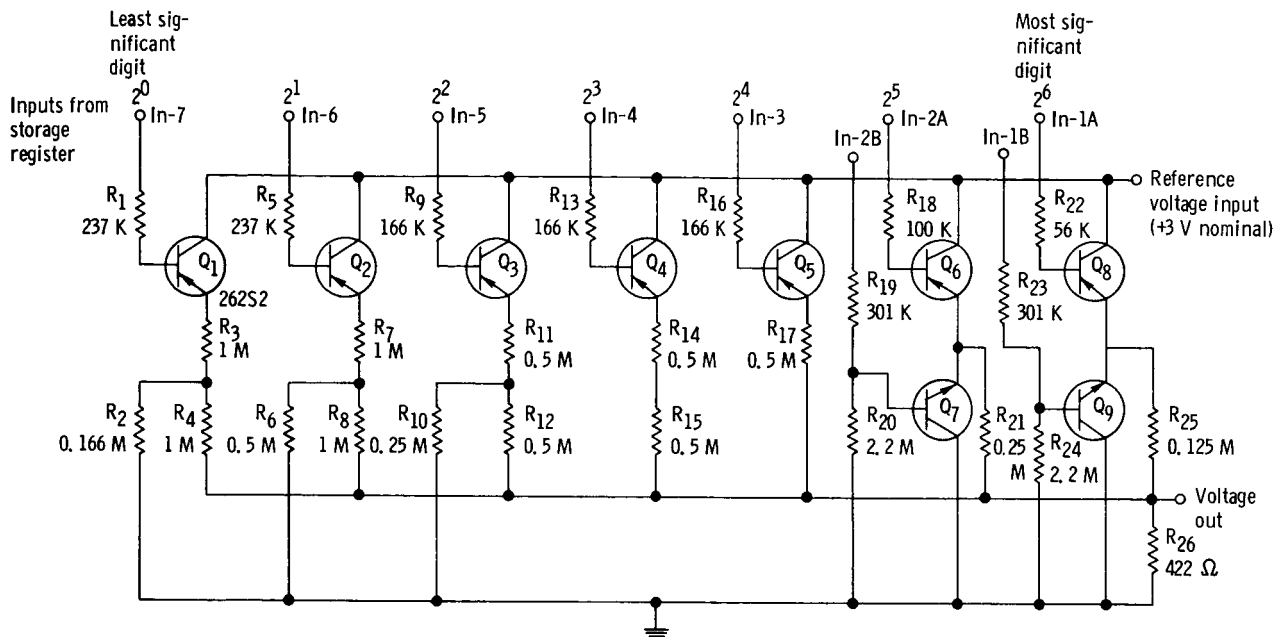 Least sig-
nificant
digit
Most sig-
nificant
digit
Inputs from
storage
register
2^0
In-7
2^1
In-6
2^2
In-5
2^3
In-4
2^4
In-3
In-2B
2^5
In-2A
In-1B
2^6
In-1A
Reference
voltage input
(+3 V nominal)
R1
237 K
R5
237 K
R9
166 K
R13
166 K
R16
166 K
R18
100 K
R22
56 K
Q1
262S2
Q2
Q3
Q4
Q5
Q6
Q8
R19
301 K
R23
301 K
R3
1 M
R7
1 M
R11
0.5 M
R14
0.5 M
R17
0.5 M
R2
0.166 M
R4
1 M
R6
0.5 M
R8
1 M
R10
0.25 M
R12
0.5 M
R15
0.5 M
R20
2.2 M
Q7
R21
0.25
M
R24
2.2 M
Q9
R25
0.125 M
Voltage
out
R26
422 Ω